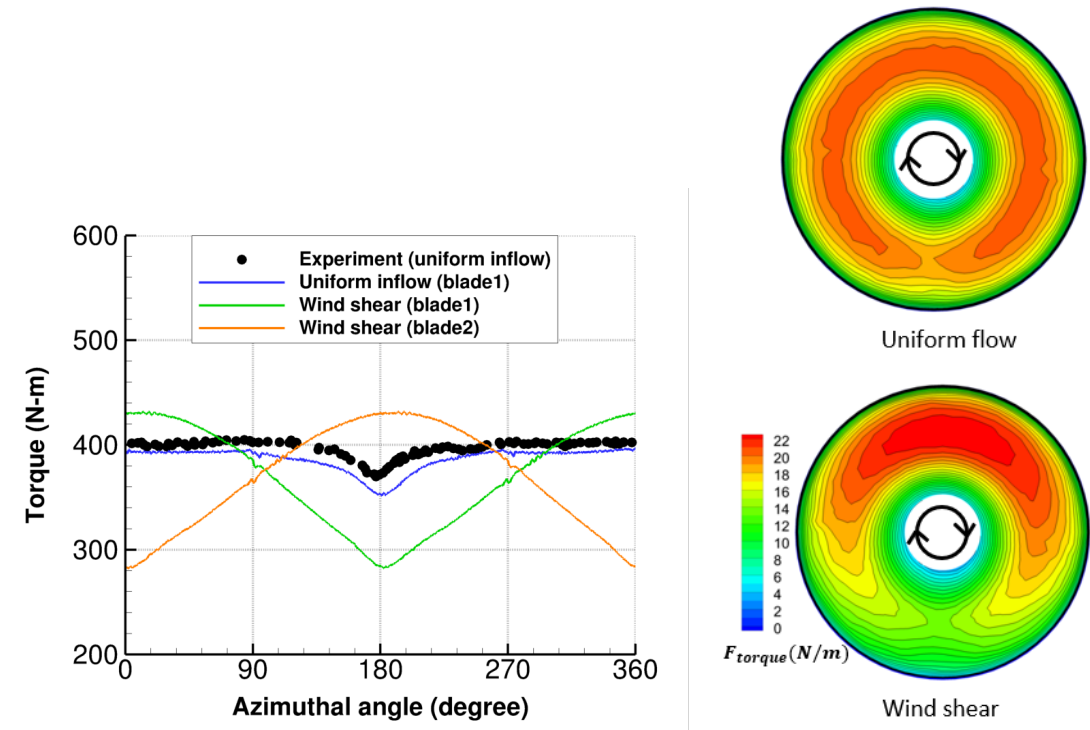 600
500
400
300
200
0
90
180
270
360
Torque (N-m)
Azimuthal angle (degree)
Experiment (uniform inflow)
Uniform inflow (blade1)
Wind shear (blade1)
Wind shear (blade2)
Uniform flow
22
20
18
16
14
12
10
8
6
4
2
0
F torque (N/m)
Wind shear